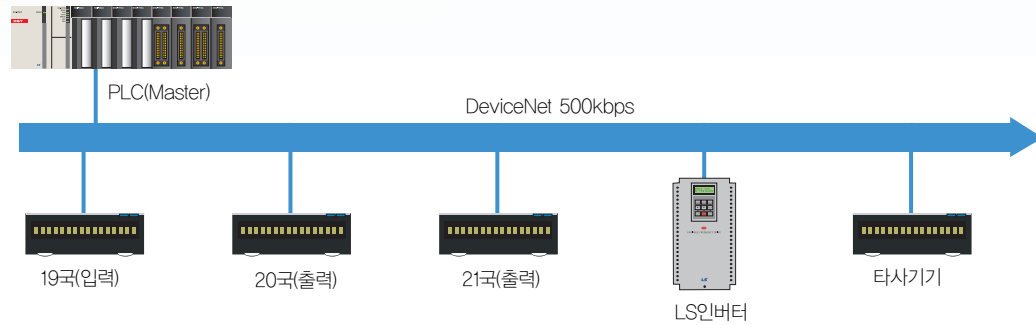 PLC(Master)
DeviceNet 500kbps
19국(입력)
20국(출력)
21국(출력)
LS인버터
타사기기